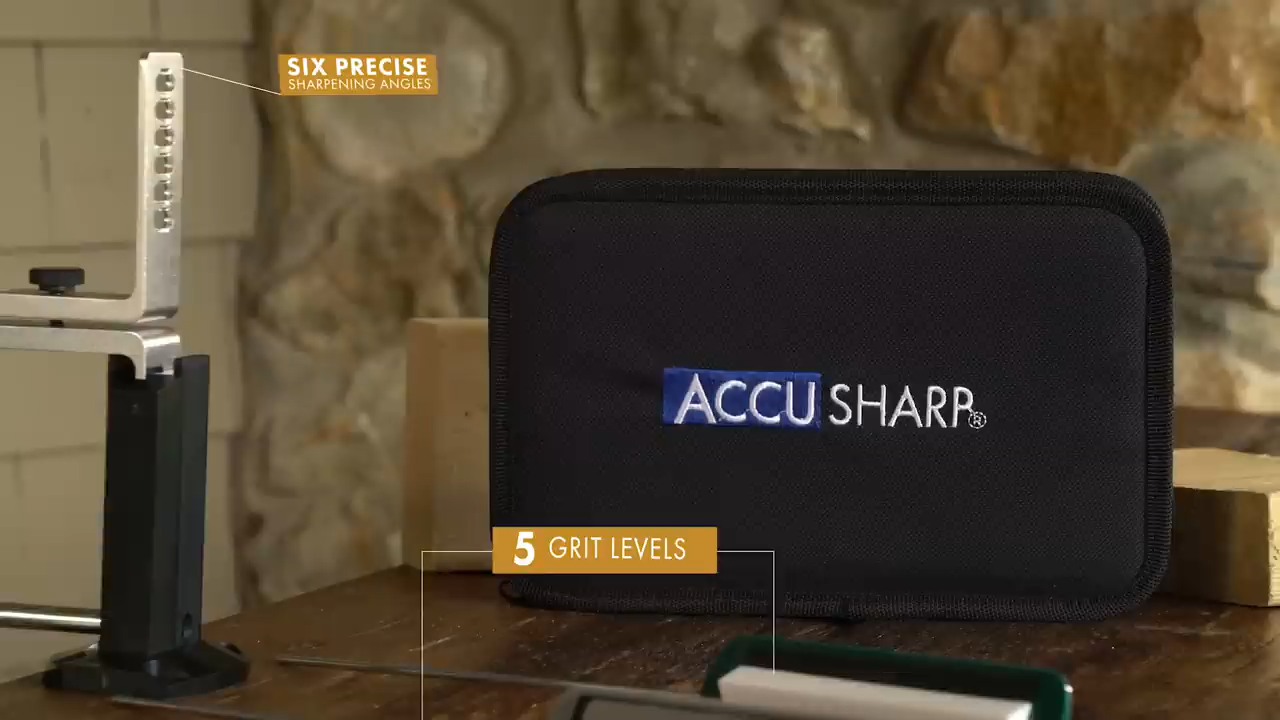 SIX PRECISE
SHARPENING ANGLES
ACCUSHARP®
5 GRIT LEVELS